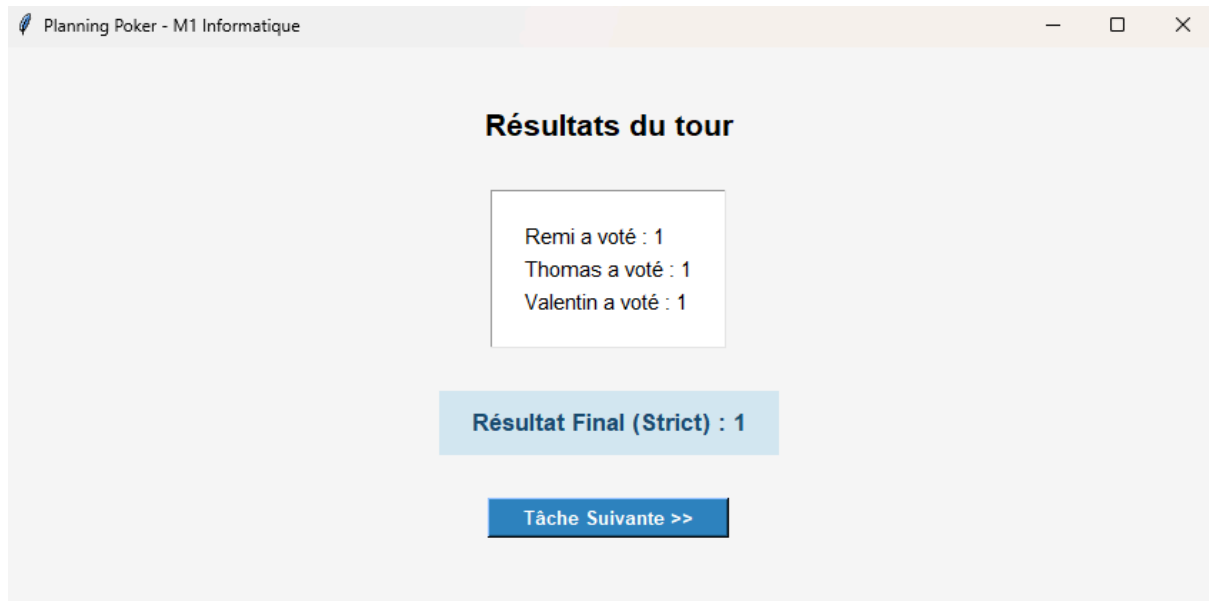 Planning Poker - M1 Informatique
Résultats du tour
Remi a voté : 1
Thomas a voté : 1
Valentin a voté : 1
Résultat Final (Strict) : 1
Tâche Suivante >>